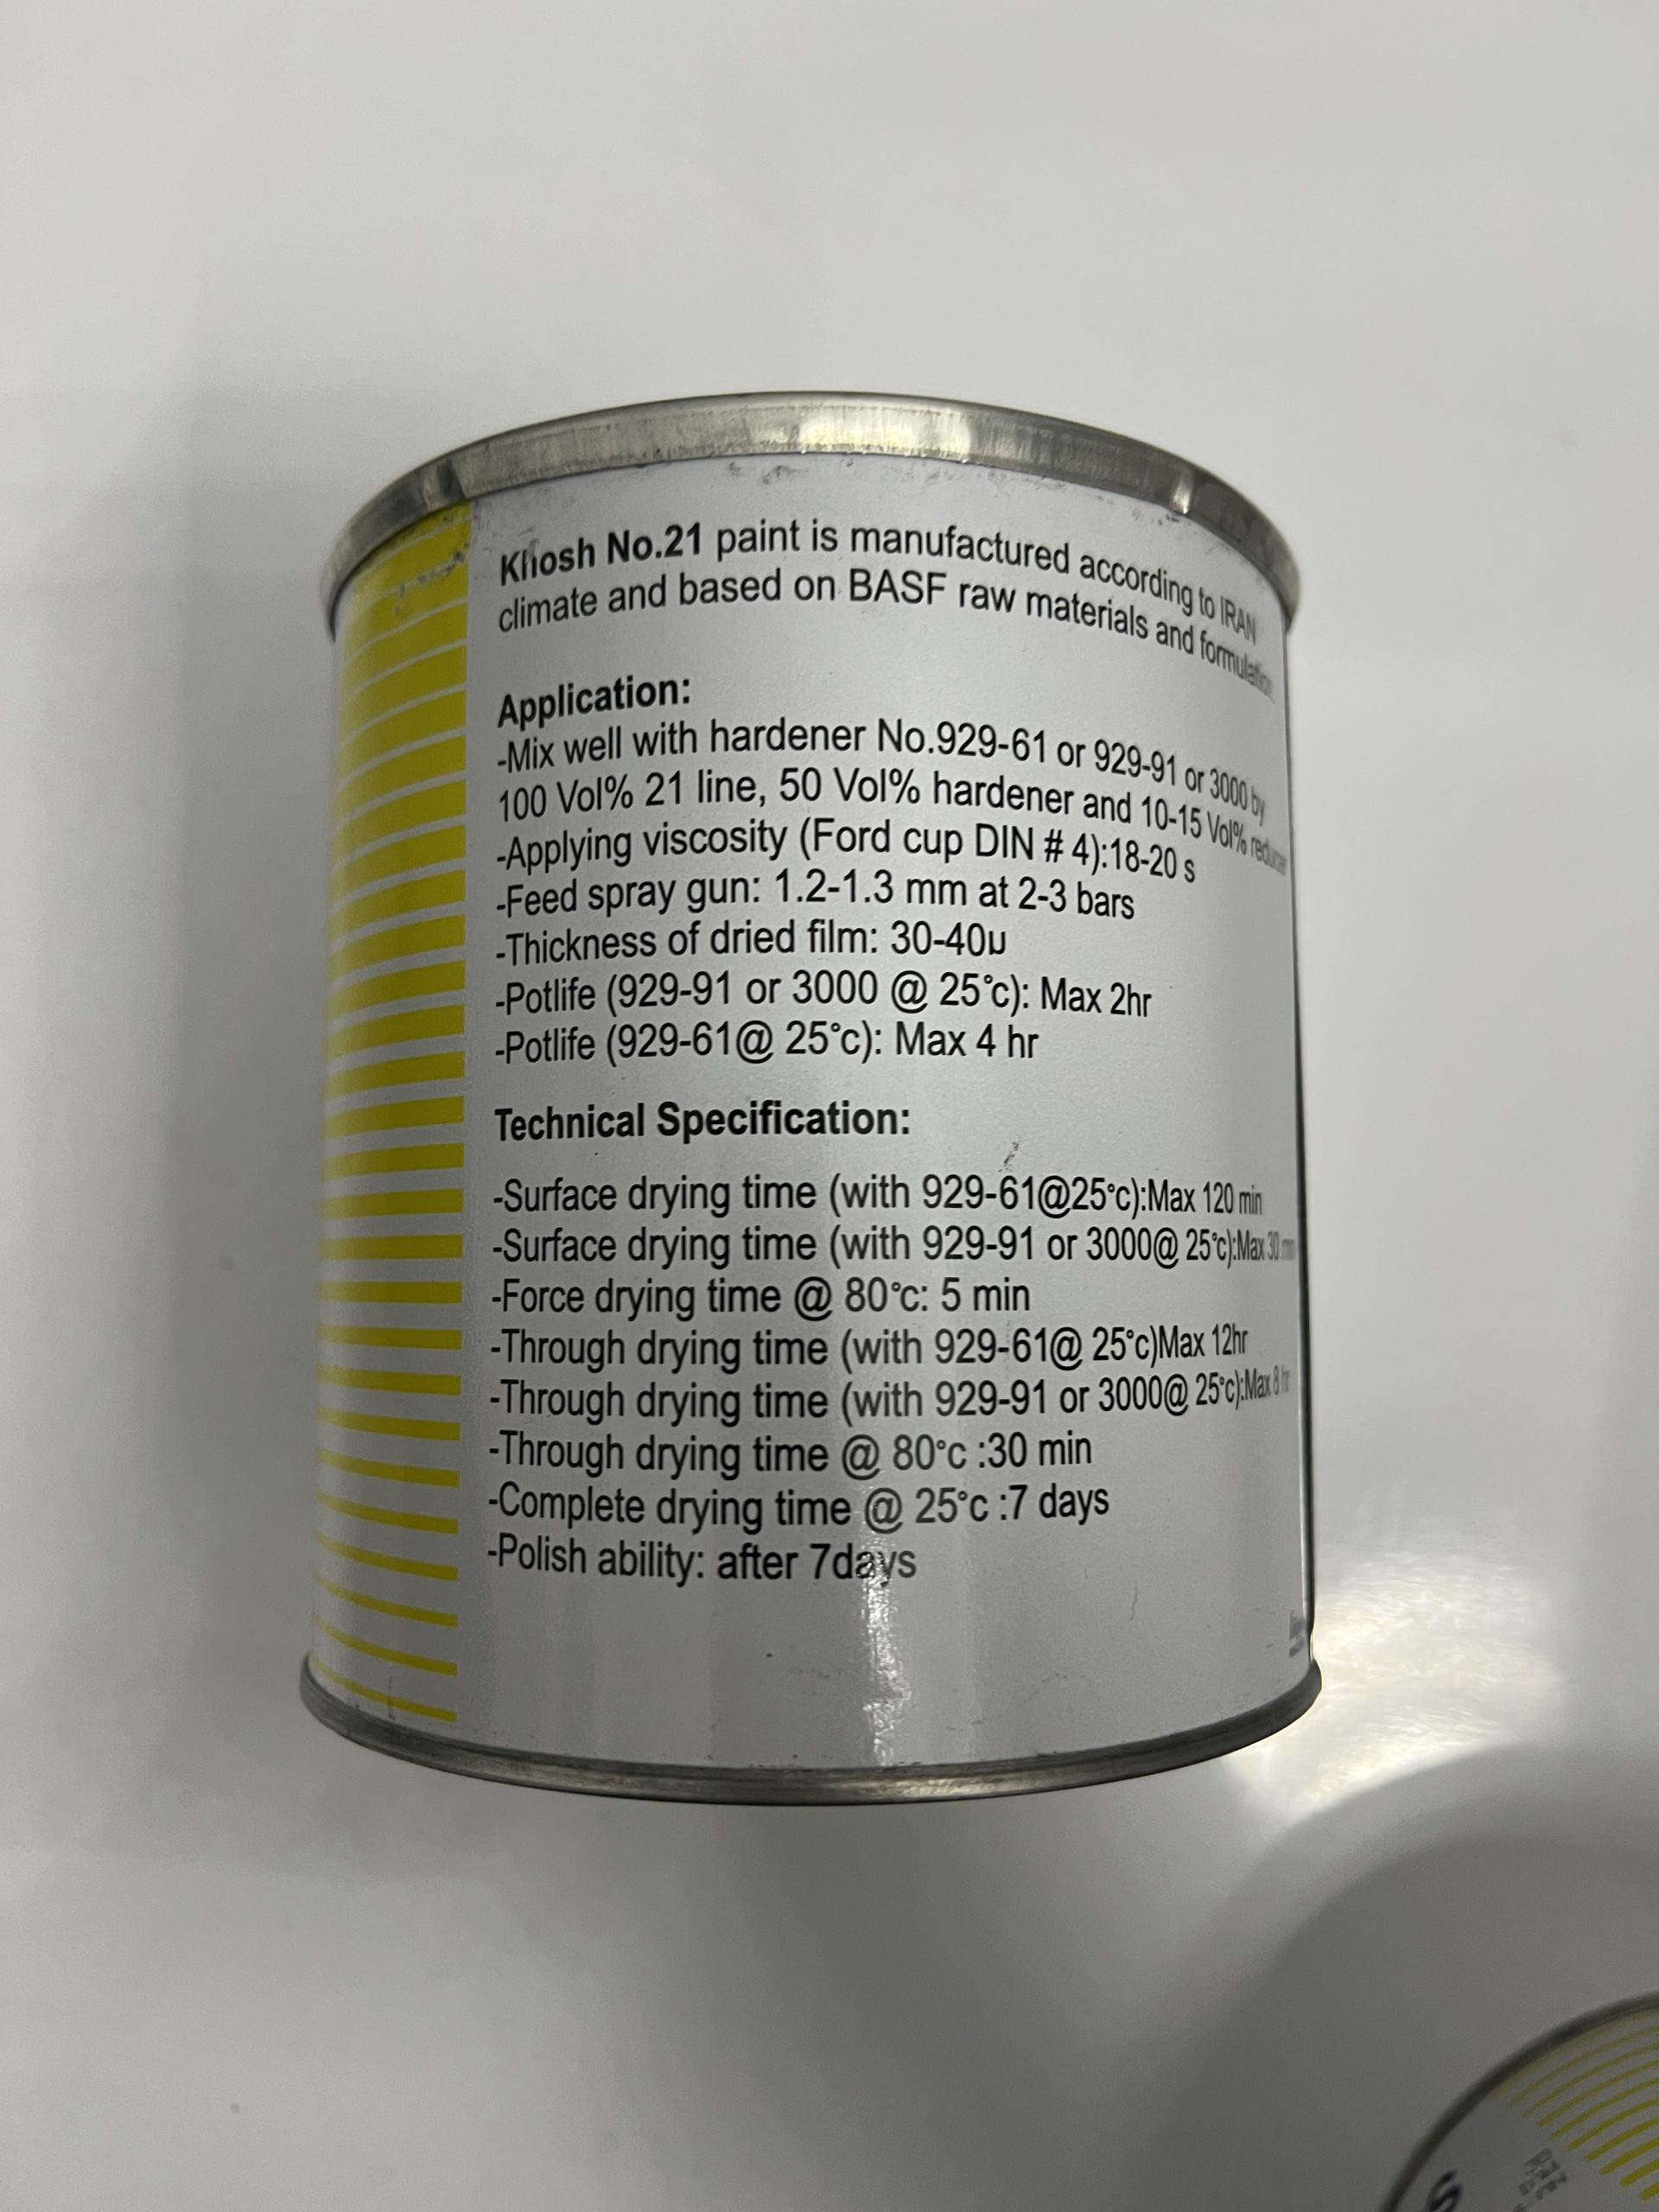 Khosh No.21 paint is manufactured according to IRAN
climate and based on BASF raw materials and formulation
Application:
-Mix well with hardener No.929-61 or 929-91 or 3000 by
100 Vol% 21 line, 50 Vol% hardener and 10-15 Vol% reducer
-Applying viscosity (Ford cup DIN # 4):18-20 s
-Feed spray gun: 1.2-1.3 mm at 2-3 bars
-Thickness of dried film: 30-40µ
-Potlife (929-91 or 3000 @ 25°c): Max 2hr
-Potlife (929-61@ 25°c): Max 4 hr
Technical Specification:
-Surface drying time (with 929-61@25°c):Max 120 min
-Surface drying time (with 929-91 or 3000@ 25°c):Max 30
-Force drying time @ 80°c: 5 min
-Through drying time (with 929-61@ 25°c)Max 12hr
-Through drying time (with 929-91 or 3000@ 25°c):Max 8 hr
-Through drying time @ 80°c :30 min
-Complete drying time @ 25°c :7 days
-Polish ability: after 7days